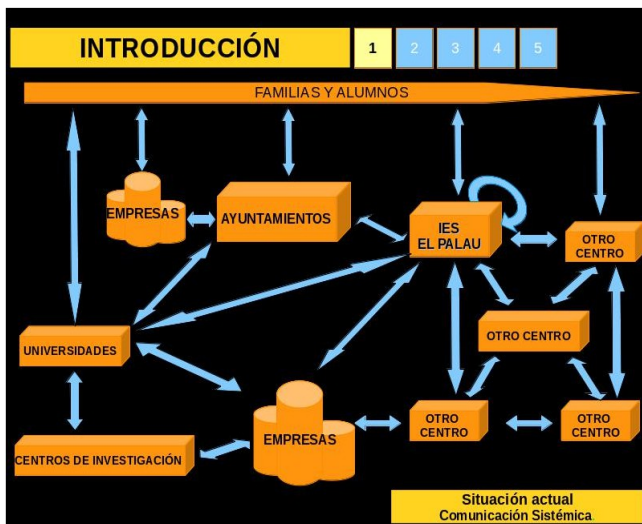 INTRODUCCIÓN
1
2
3
4
5
FAMILIAS Y ALUMNOS
EMPRESAS
AYUNTAMIENTOS
IES
EL PALAU
OTRO
CENTRO
UNIVERSIDADES
OTRO CENTRO
EMPRESAS
OTRO
CENTRO
OTRO
CENTRO
CENTROS DE INVESTIGACIÓN
Situación actual
Comunicación Sistémica.